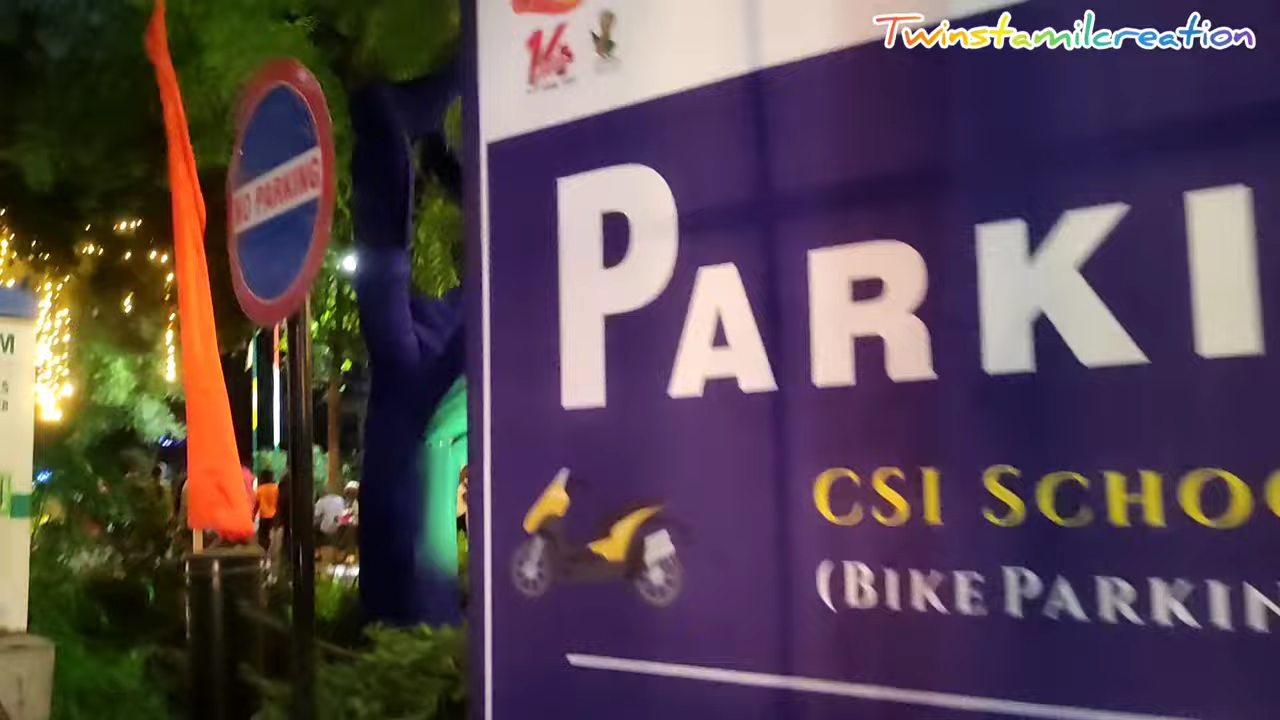 Twinstamilcreation
NO PARKING
PARKI
CSI SCHOO
(BIKE PARKIN